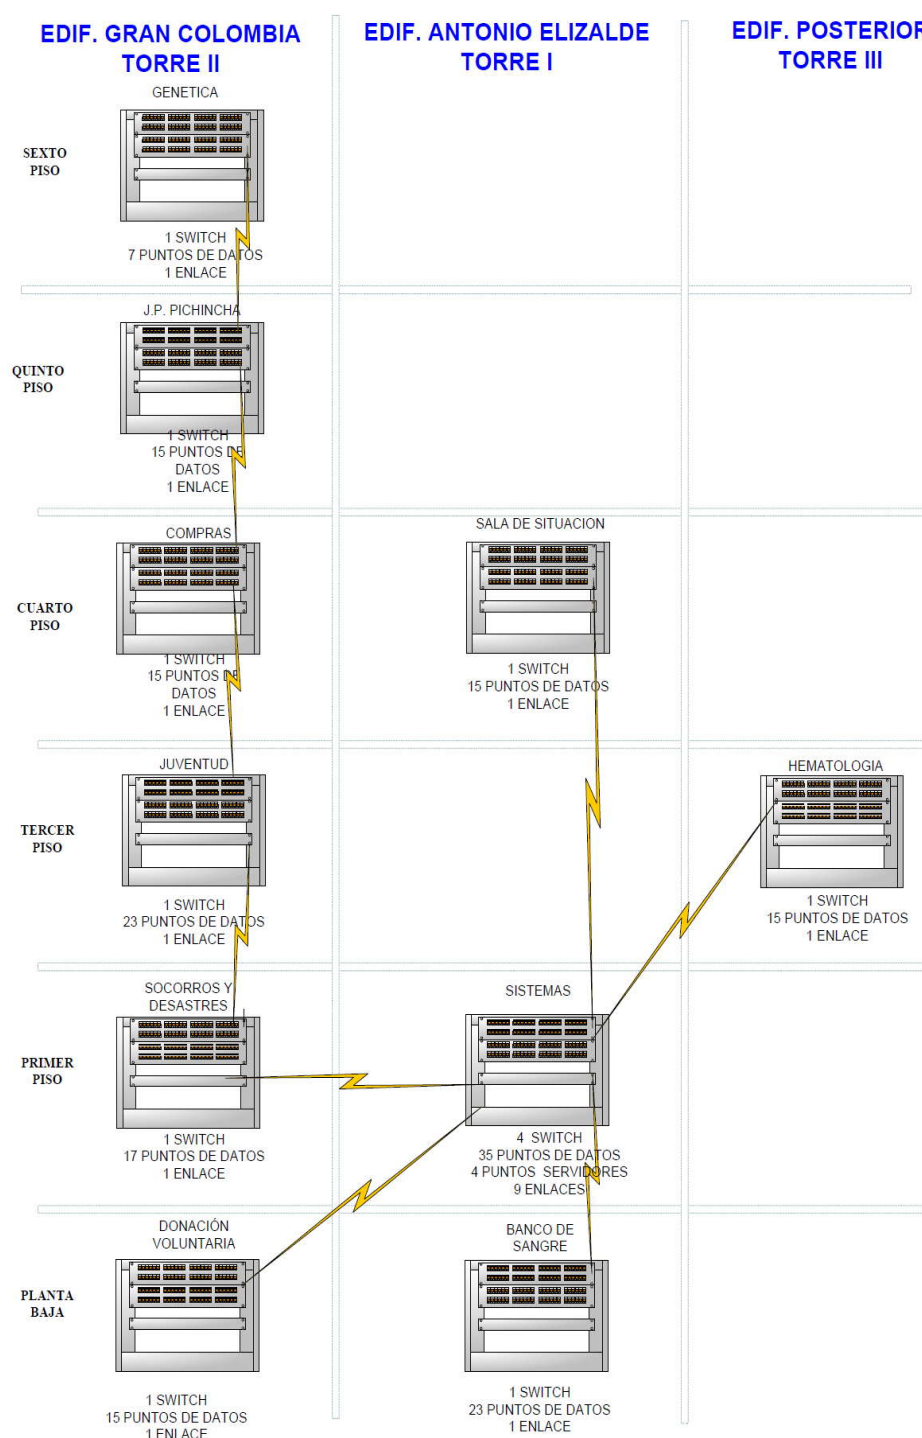 EDIF. GRAN COLOMBIA
TORRE II
EDIF. ANTONIO ELIZALDE
TORRE I
EDIF. POSTERIOR
TORRE III
GENETICA
SEXTO
PISO
1 SWITCH
7 PUNTOS DE DATOS
1 ENLACE
J.P. PICHINCHA
QUINTO
PISO
1 SWITCH
15 PUNTOS DE
DATOS
1 ENLACE
COMPRAS
SALA DE SITUACION
CUARTO
PISO
1 SWITCH
15 PUNTOS DE
DATOS
1 ENLACE
1 SWITCH
15 PUNTOS DE DATOS
1 ENLACE
JUVENTUD
HEMATOLOGIA
TERCER
PISO
1 SWITCH
23 PUNTOS DE DATOS
1 ENLACE
1 SWITCH
15 PUNTOS DE DATOS
1 ENLACE
SOCORROS Y
DESASTRES
SISTEMAS
PRIMER
PISO
1 SWITCH
17 PUNTOS DE DATOS
1 ENLACE
4 SWITCH
35 PUNTOS DE DATOS
4 PUNTOS SERVIDORES
9 ENLACES
DONACIÓN
VOLUNTARIA
BANCO DE
SANGRE
PLANTA
BAJA
1 SWITCH
15 PUNTOS DE DATOS
1 ENLACE
1 SWITCH
23 PUNTOS DE DATOS
1 ENLACE